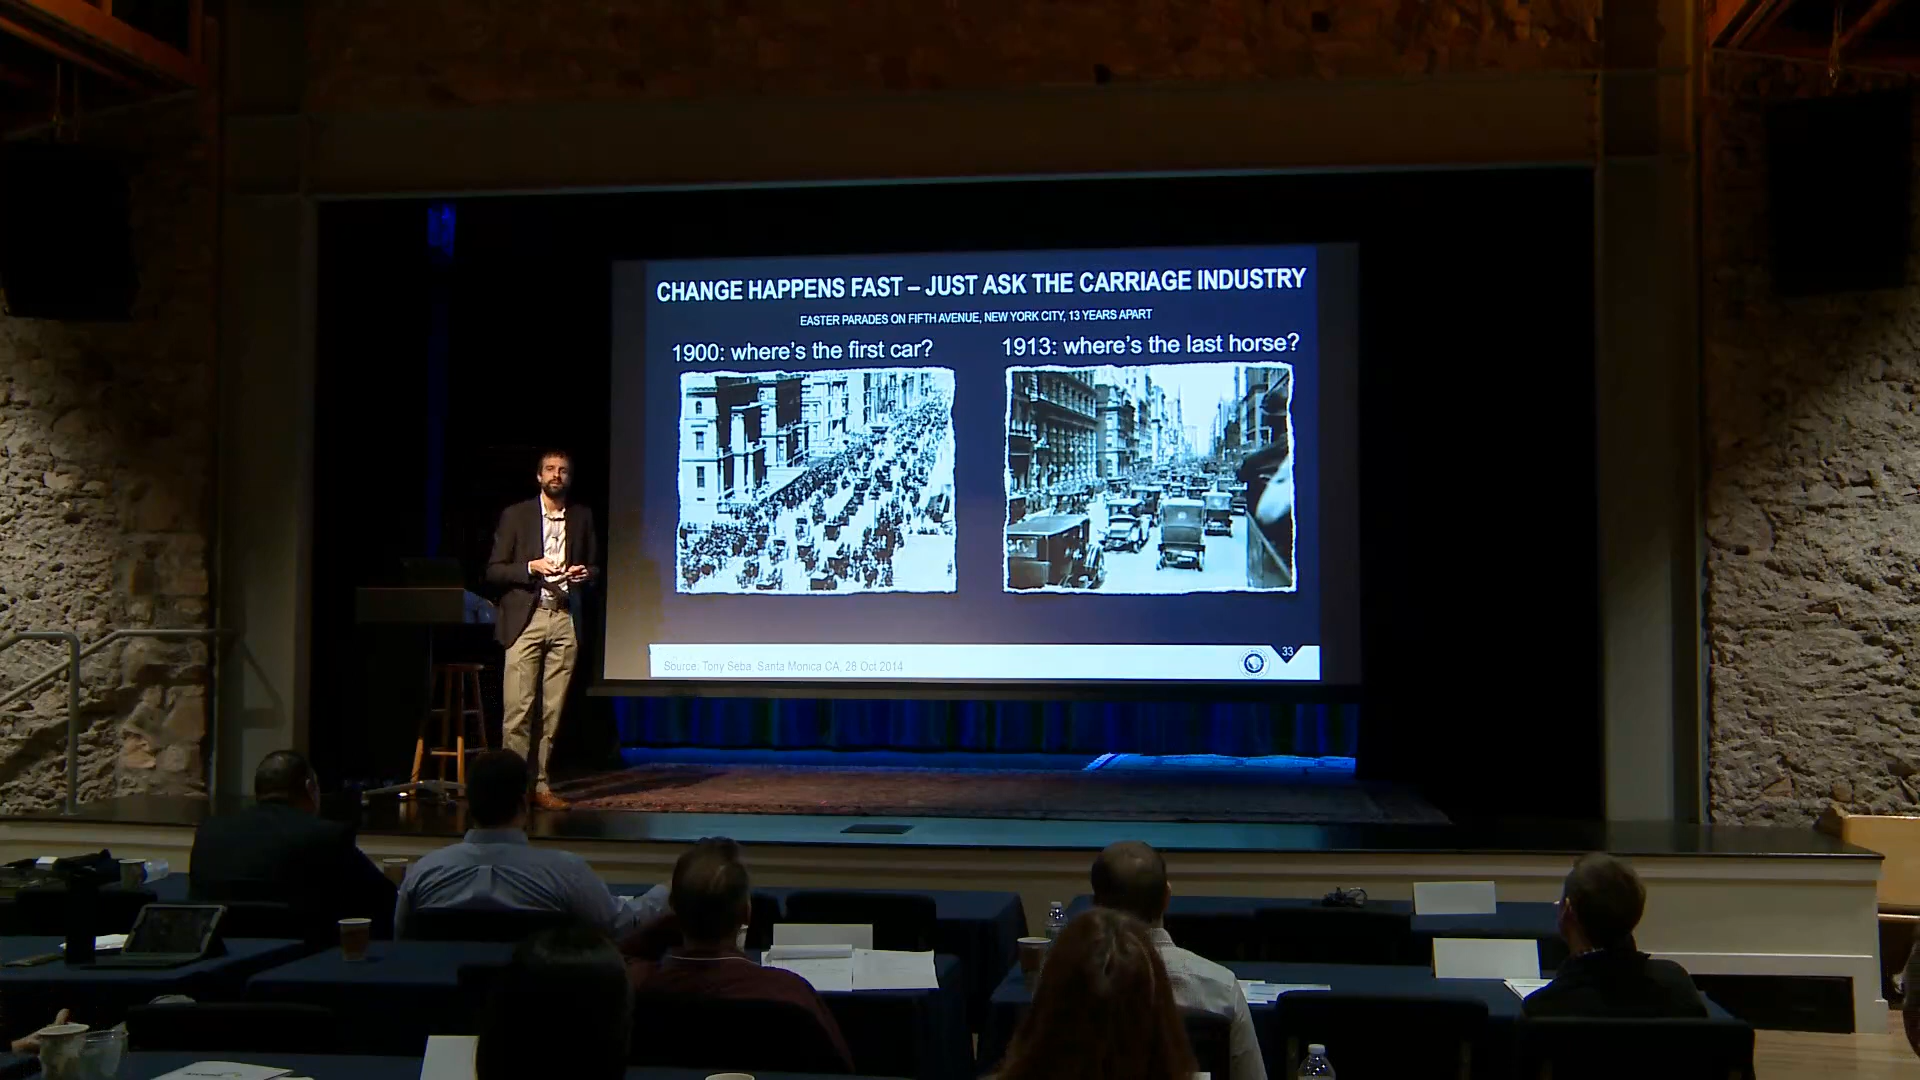 CHANGE HAPPENS FAST – JUST ASK THE CARRIAGE INDUSTRY
EASTER PARADES ON FIFTH AVENUE, NEW YORK CITY, 13 YEARS APART
1900: where's the first car?
1913: where's the last horse?
33
Source: Tony Seba, Santa Monica CA, 28 Oct 2014